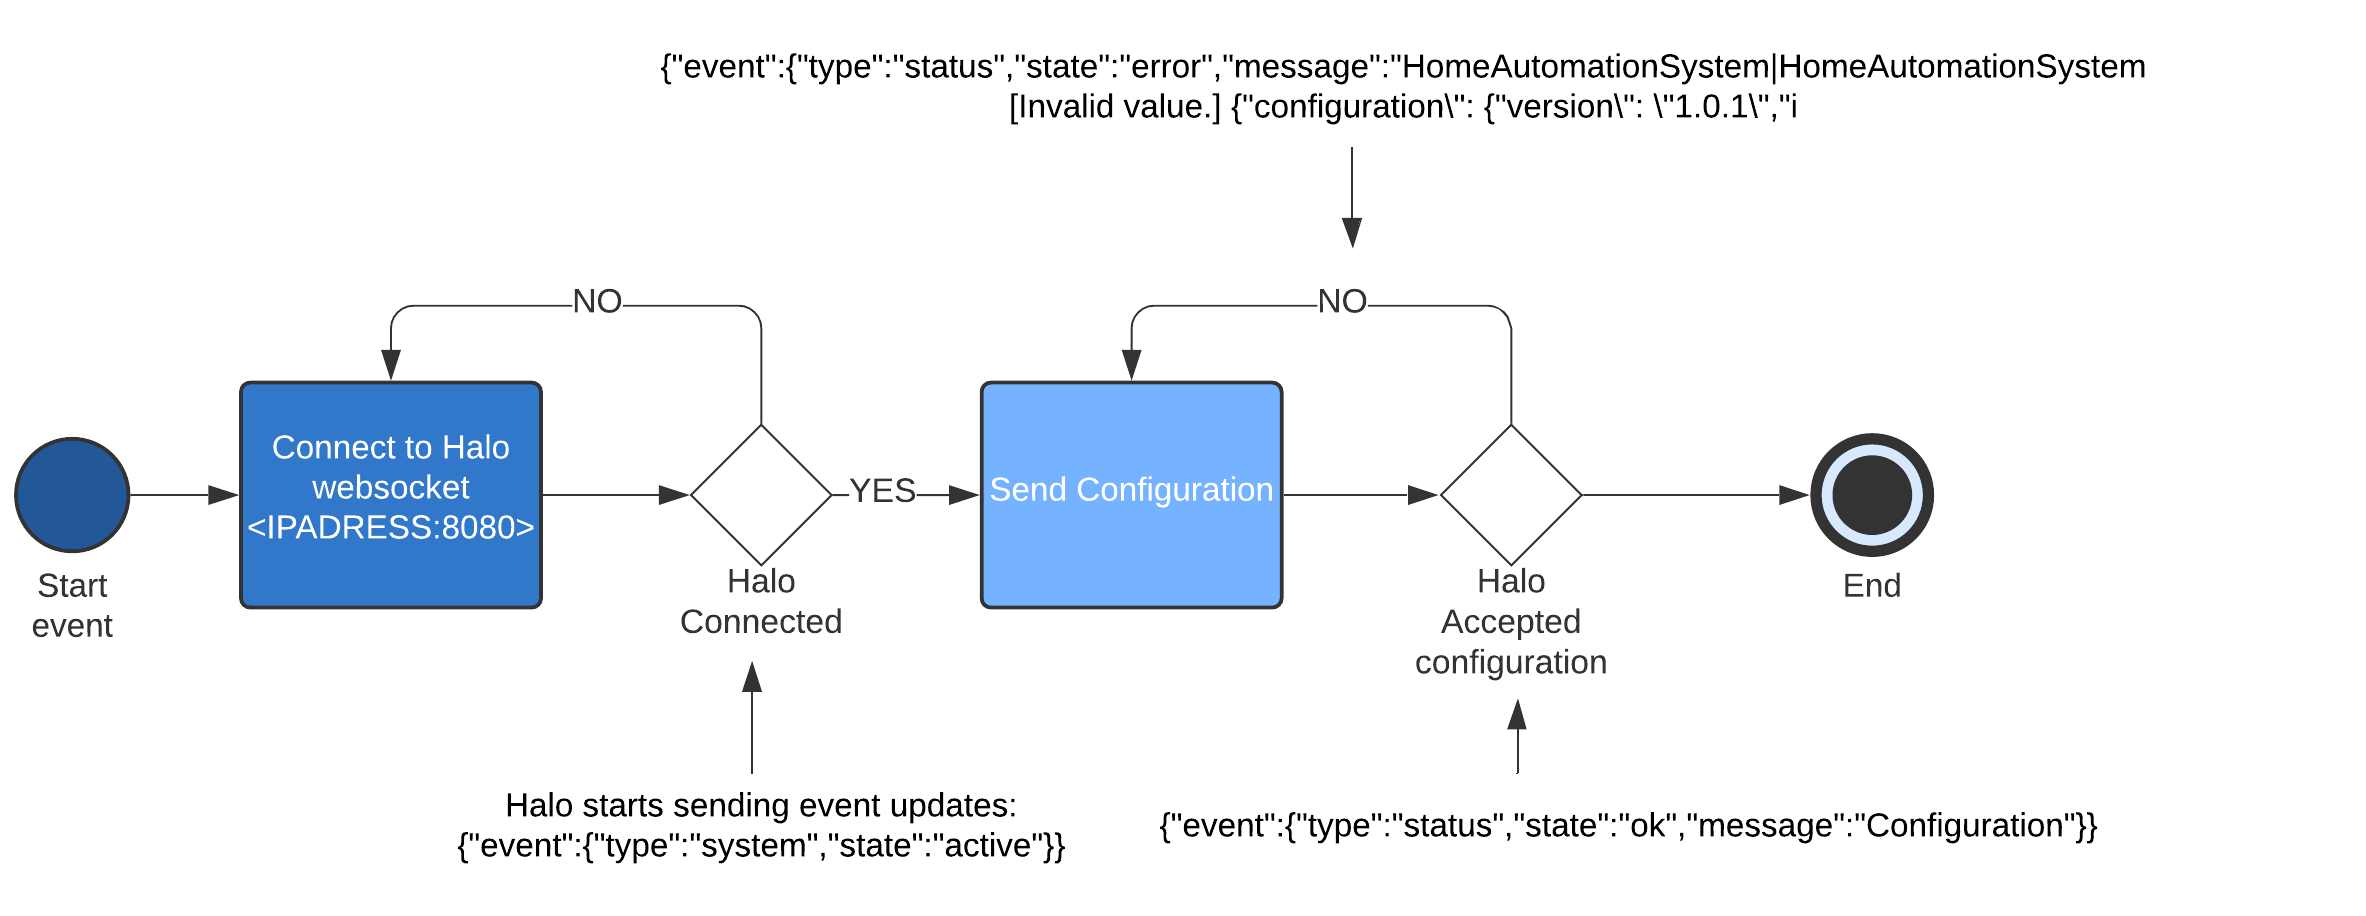 {"event":{"type":"status","state":"error","message":"HomeAutomationSystem|HomeAutomationSystem
[Invalid value.] {"configuration\": {"version\": \"1.0.1\","i
NO
NO
Connect to Halo
websocket
<IPADRESS:8080>
YES
Send Configuration
Start
event
Halo
Connected
Halo
Accepted
configuration
End
Halo starts sending event updates:
{"event":{"type":"system","state":"active"}}
{"event":{"type":"status","state":"ok","message":"Configuration"}}